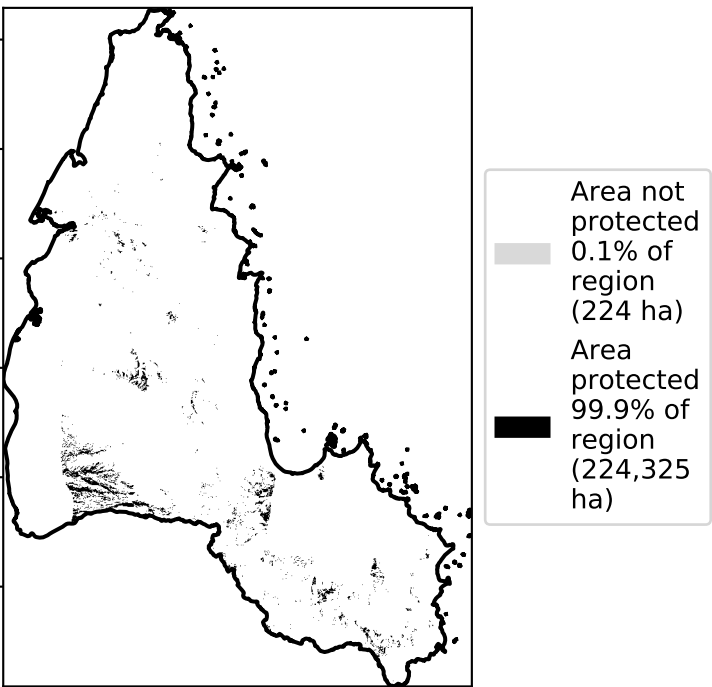 Area not
protected
0.1% of
region
(224 ha)
Area
protected
99.9% of
region
(224,325
ha)